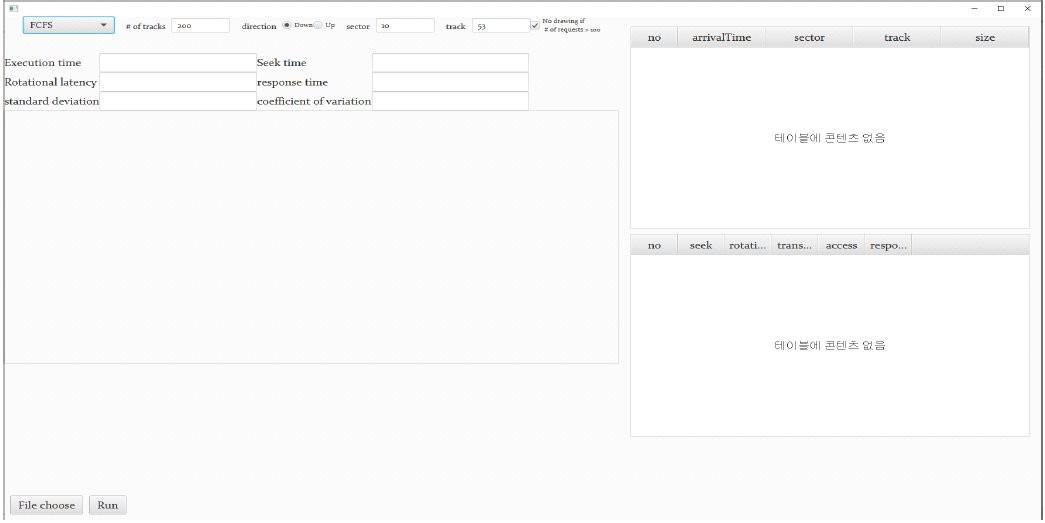 FCFS # of tracks 200 direction Down Up sector 10 track 53 No drawing if
# of requests > 100
Execution time Seek time
Rotational latency response time
standard deviation coefficient of variation
no arrivalTime sector track size
테이블에 콘텐츠 없음
no seek rotati... trans... access respo...
테이블에 콘텐츠 없음
File choose Run